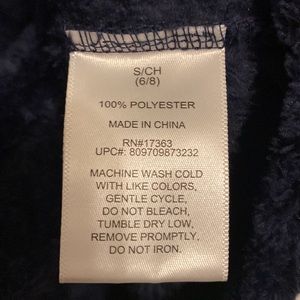 S/CH
(6/8)
100% POLYESTER
MADE IN CHINA
RN#17363
UPC#: 809709873232
MACHINE WASH COLD
WITH LIKE COLORS,
GENTLE CYCLE,
DO NOT BLEACH,
TUMBLE DRY LOW,
REMOVE PROMPTLY,
DO NOT IRON.